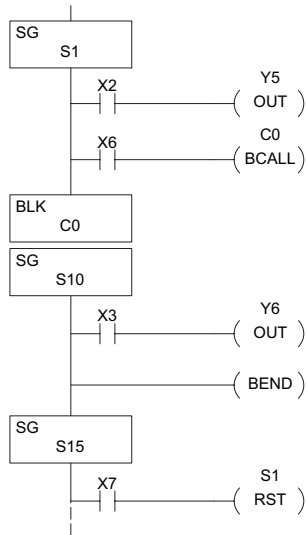 SG
S1
X2
Y5
OUT
X6
C0
BCALL
BLK
C0
SG
S10
X3
Y6
OUT
BEND
SG
S15
X7
S1
RST